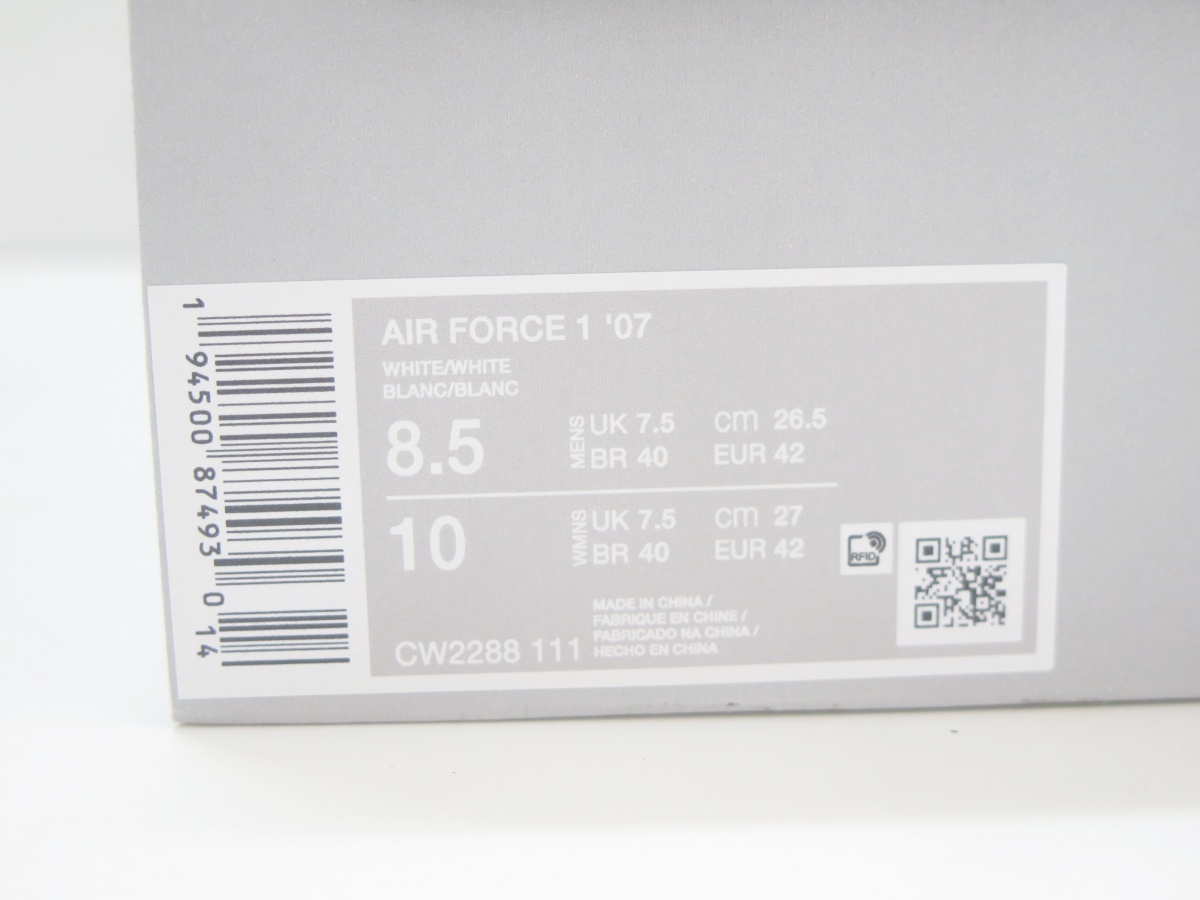 1 94500 87493 0 14
AIR FORCE 1 '07
WHITE/WHITE
BLANC/BLANC
8.5 MENS UK 7.5 cm 26.5
BR 40 EUR 42
10 WMNS UK 7.5 cm 27
BR 40 EUR 42
RFID
MADE IN CHINA /
FABRIQUE EN CHINE /
FABRICADO NA CHINA /
HECHO EN CHINA
CW2288 111